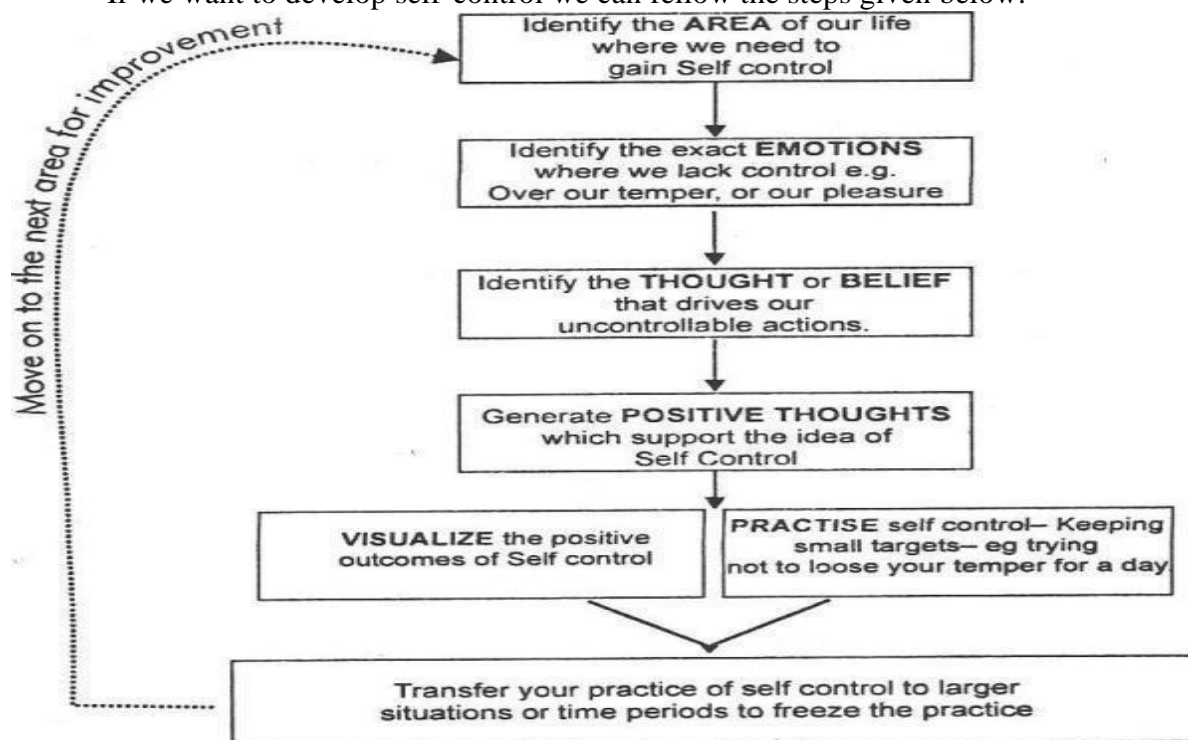 If we want to develop self control we can follow the steps given below:
Identify the AREA of our life
where we need to
gain Self control
Identify the exact EMOTIONS
where we lack control e.g.
Over our temper, or our pleasure
Identify the THOUGHT or BELIEF
that drives our
uncontrollable actions.
Generate POSITIVE THOUGHTS
which support the idea of
Self Control
VISUALIZE the positive
outcomes of Self control
PRACTISE self control– Keeping
small targets– eg trying
not to loose your temper for a day
Transfer your practice of self control to larger
situations or time periods to freeze the practice
Move on to the next area for improvement